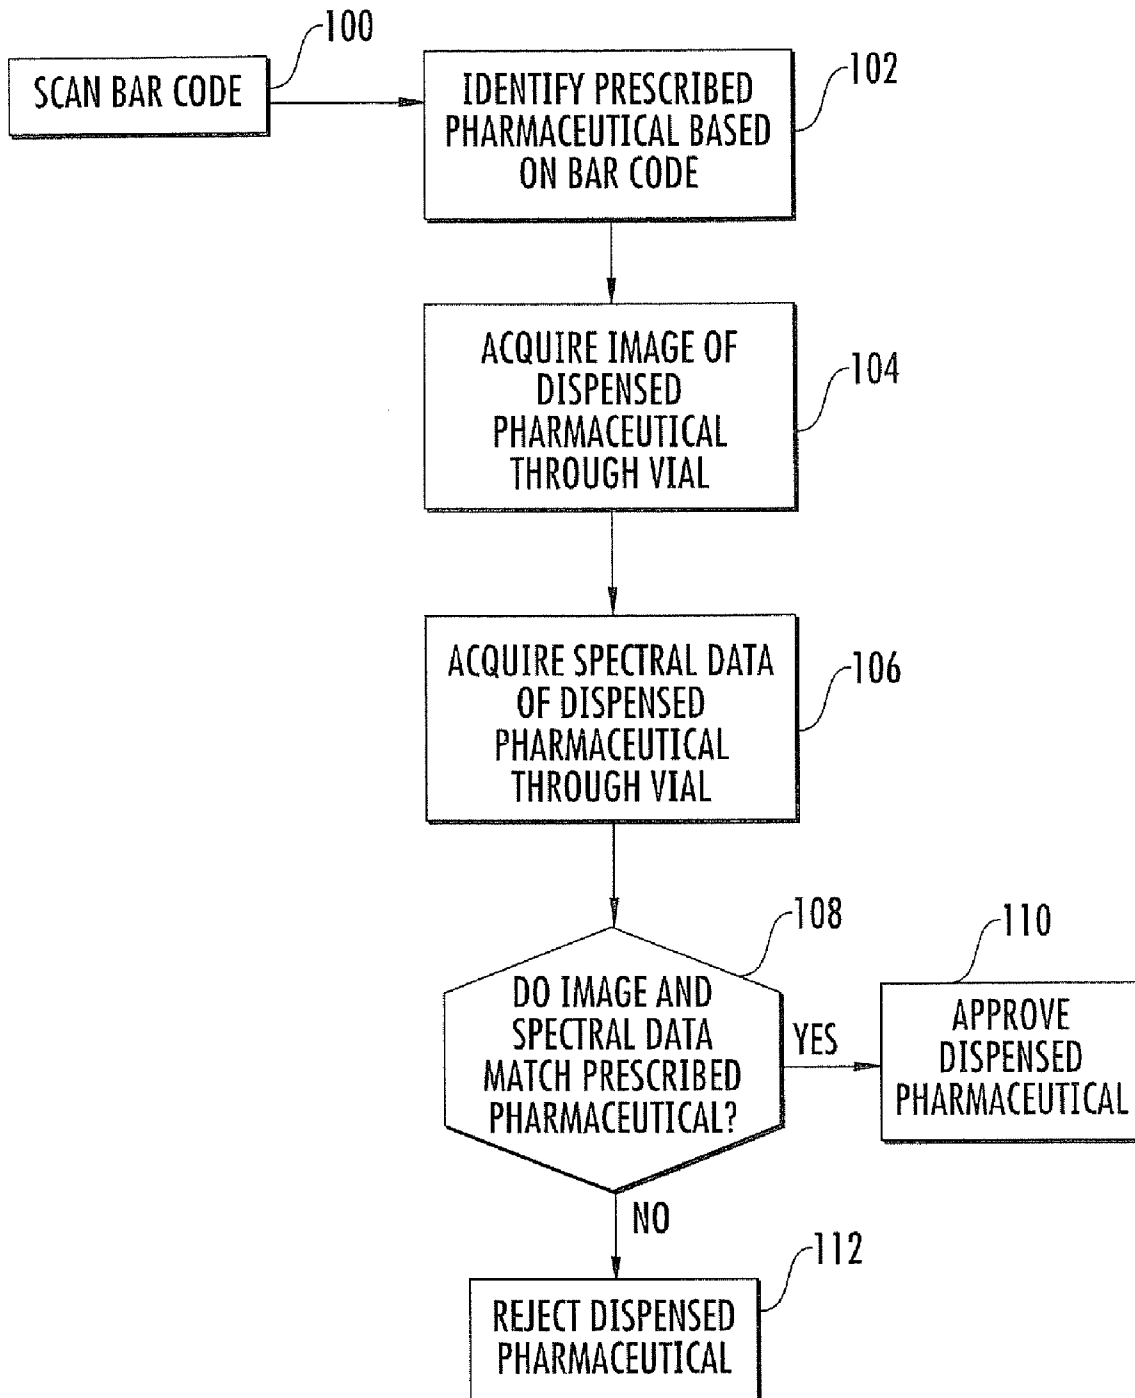 100
SCAN BAR CODE
102
IDENTIFY PRESCRIBED
PHARMACEUTICAL BASED
ON BAR CODE
104
ACQUIRE IMAGE OF
DISPENSED
PHARMACEUTICAL
THROUGH VIAL
106
ACQUIRE SPECTRAL DATA
OF DISPENSED
PHARMACEUTICAL
THROUGH VIAL
108
DO IMAGE AND
SPECTRAL DATA
MATCH PRESCRIBED
PHARMACEUTICAL?
YES
110
APPROVE
DISPENSED
PHARMACEUTICAL
NO
112
REJECT DISPENSED
PHARMACEUTICAL